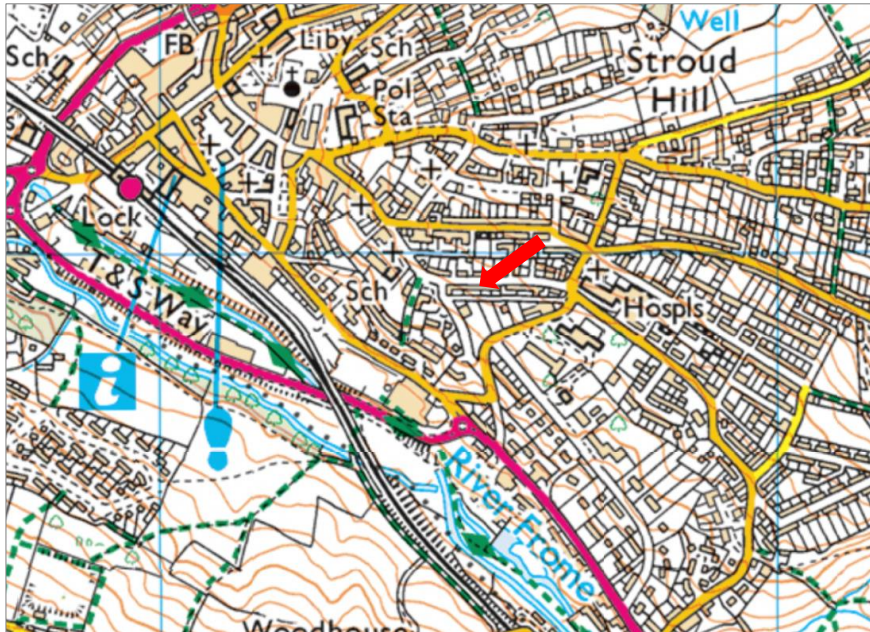 Well
Sch
FB
Liby
Sch
Stroud
Hill
Pol
Sta
Lock
T & S Way
Sch
Hospls
i
River Frome
Woodhouse